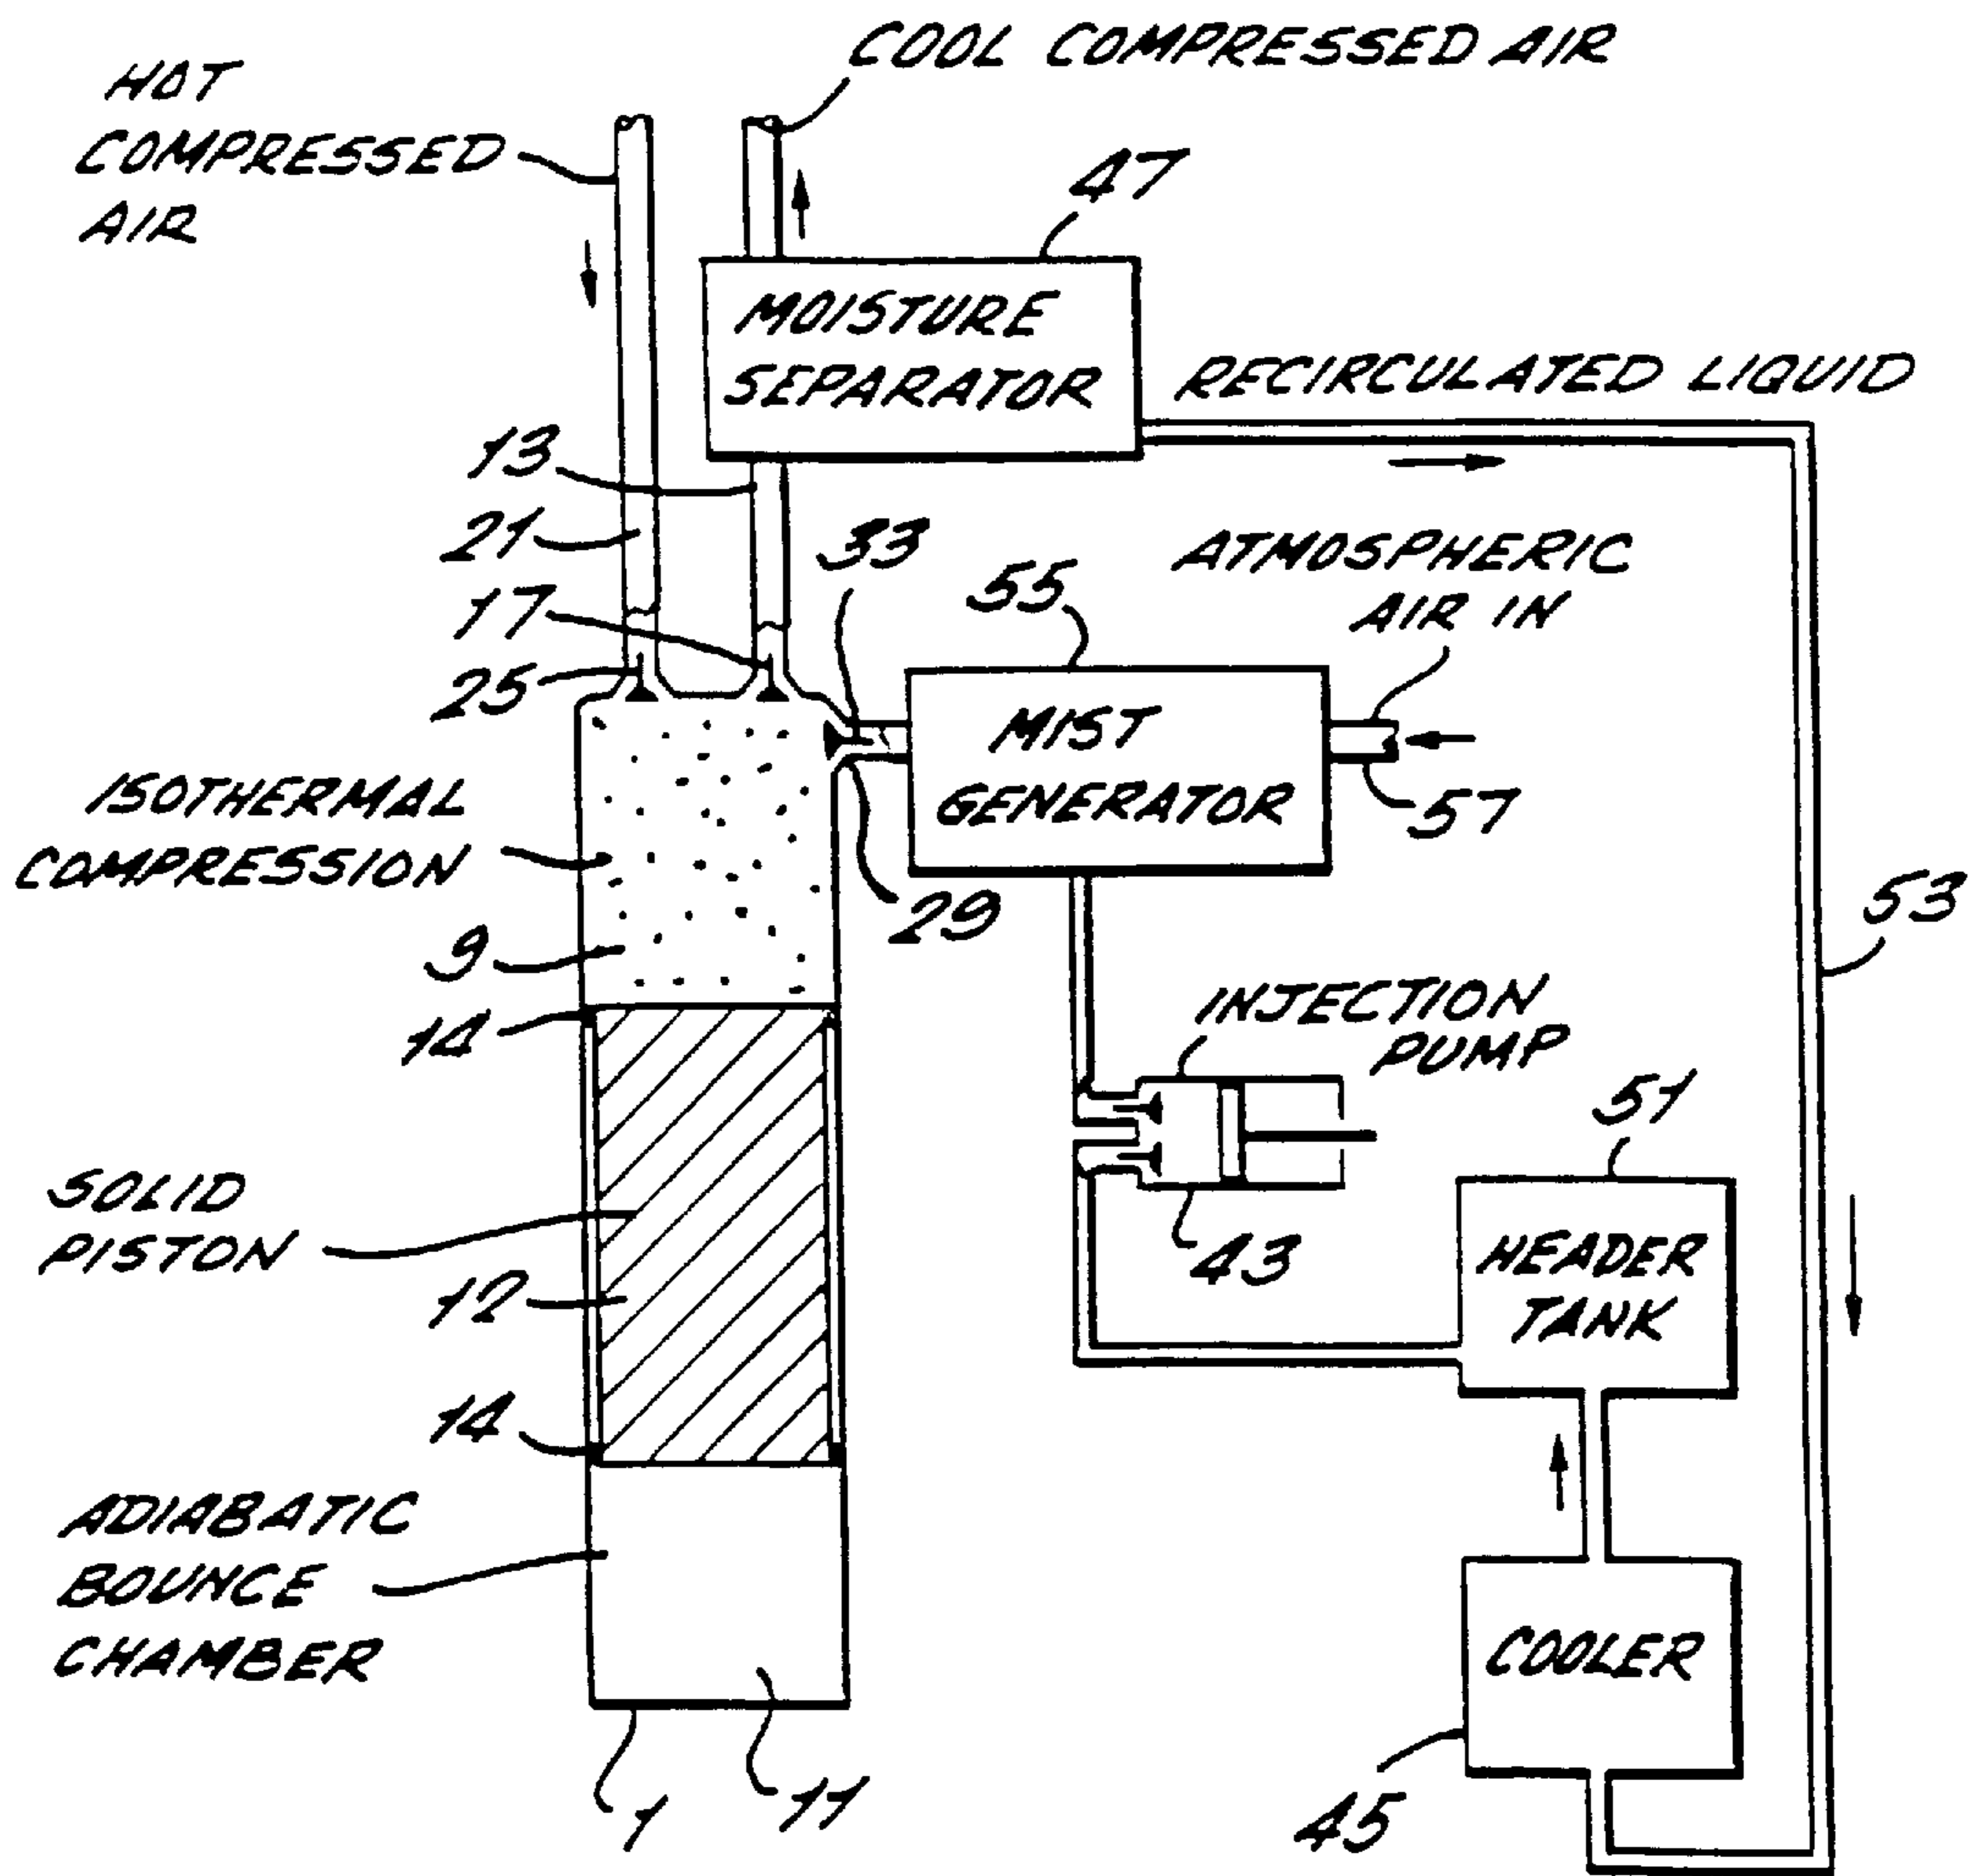 COOL COMPRESSED AIR
HOT
COMPRESSED
AIR
47
MOISTURE
SEPARATOR
RECIRCULATED LIQUID
13
21
17
25
33
55
ATMOSPHERIC
AIR IN
MIST
GENERATOR
57
ISOTHERMAL
COMPRESSION
29
53
9
14
INJECTION
PUMP
51
SOLID
PISTON
43
HEADER
TANK
12
14
ADIABATIC
BOUNCE
CHAMBER
COOLER
1
11
45